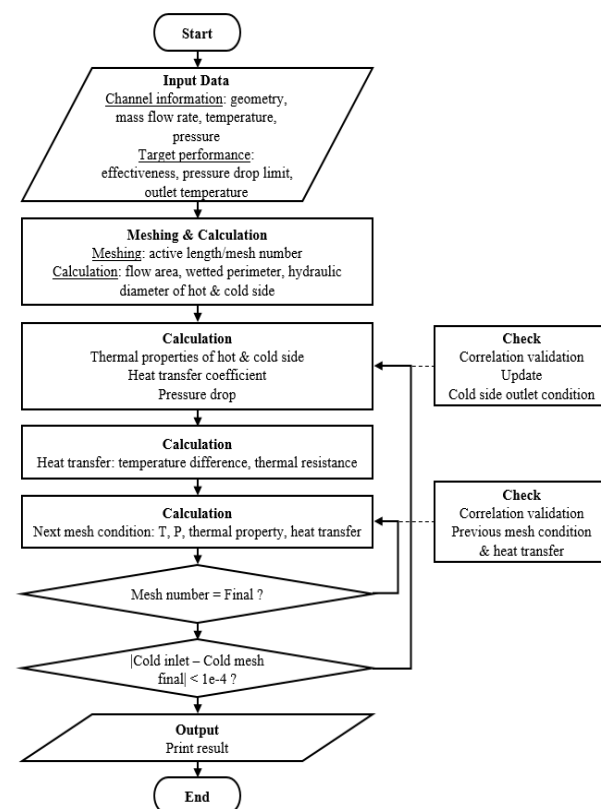 Start
Input Data
Channel information: geometry,
mass flow rate, temperature,
pressure
Target performance:
effectiveness, pressure drop limit,
outlet temperature
Meshing & Calculation
Meshing: active length/mesh number
Calculation: flow area, wetted perimeter, hydraulic
diameter of hot & cold side
Calculation
Thermal properties of hot & cold side
Heat transfer coefficient
Pressure drop
Check
Correlation validation
Update
Cold side outlet condition
Calculation
Heat transfer: temperature difference, thermal resistance
Calculation
Next mesh condition: T, P, thermal property, heat transfer
Check
Correlation validation
Previous mesh condition
& heat transfer
Mesh number = Final ?
|Cold inlet – Cold mesh
final| < 1e-4 ?
Output
Print result
End